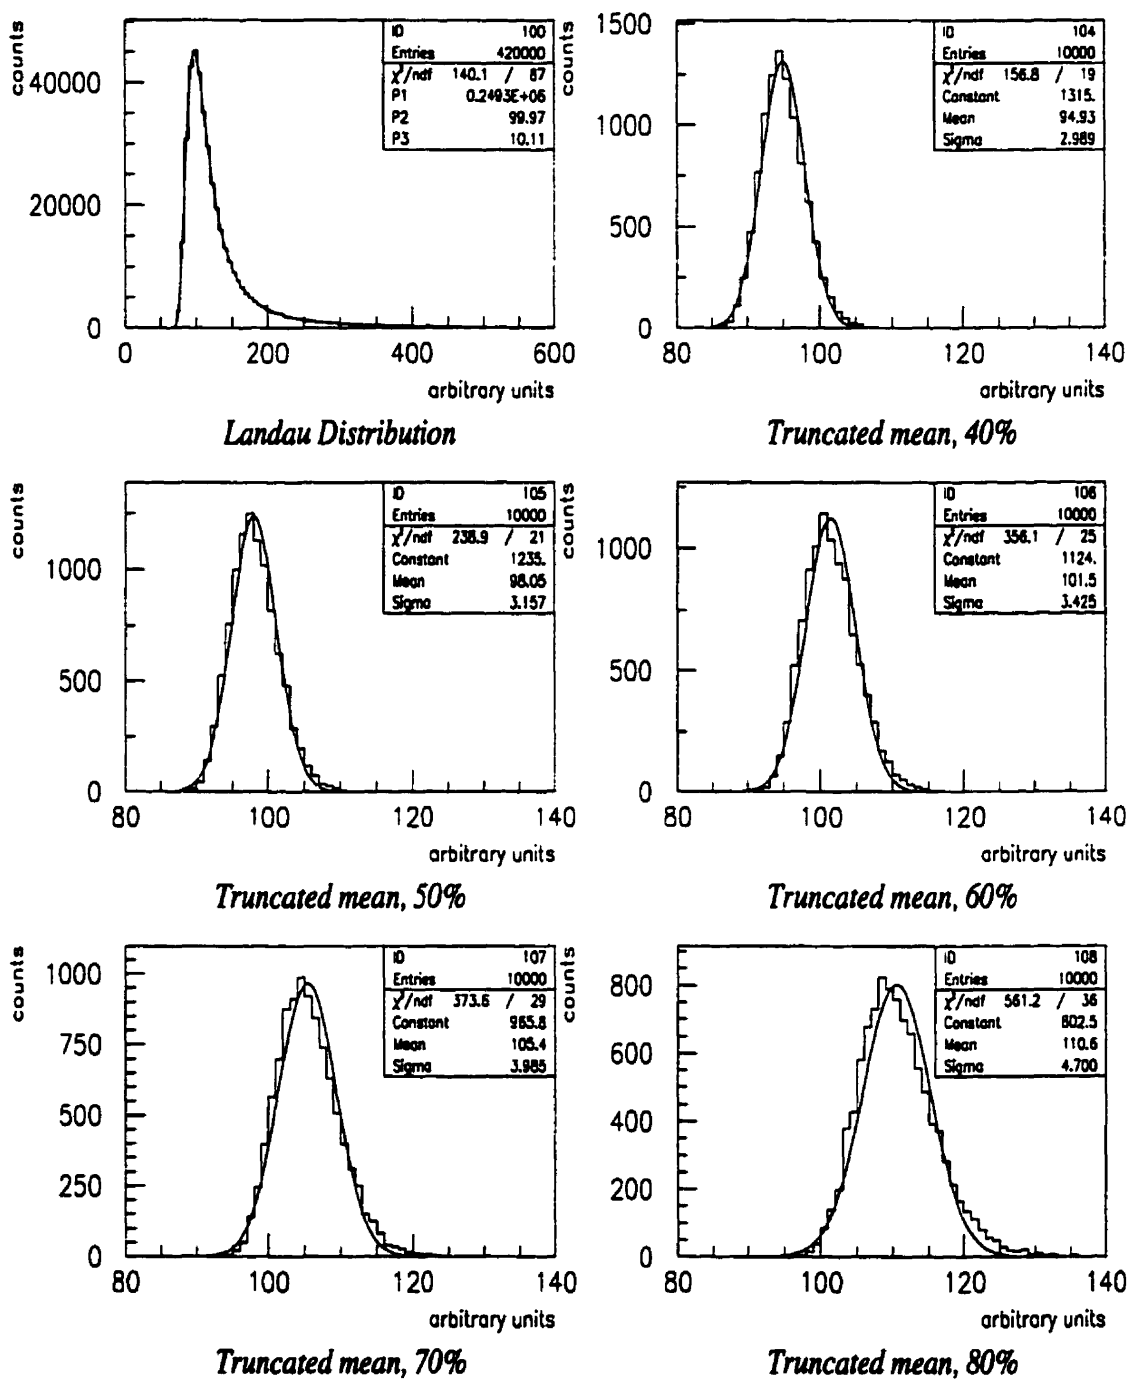 counts
ID 100
Entries 420000
χ²/ndf 140.1 / 87
P1 0.2493E+06
P2 99.97
P3 10.11
40000
20000
0
0 200 400 600
arbitrary units
Landau Distribution
counts
ID 104
Entries 10000
χ²/ndf 156.8 / 19
Constant 1315.
Mean 94.93
Sigma 2.989
1500
1000
500
0
80 100 120 140
arbitrary units
Truncated mean, 40%
counts
ID 105
Entries 10000
χ²/ndf 238.9 / 21
Constant 1235.
Mean 98.05
Sigma 3.157
1000
500
0
80 100 120 140
arbitrary units
Truncated mean, 50%
counts
ID 106
Entries 10000
χ²/ndf 356.1 / 25
Constant 1124.
Mean 101.5
Sigma 3.425
1000
500
0
80 100 120 140
arbitrary units
Truncated mean, 60%
counts
ID 107
Entries 10000
χ²/ndf 373.6 / 29
Constant 965.8
Mean 105.4
Sigma 3.985
1000
750
500
250
0
80 100 120 140
arbitrary units
Truncated mean, 70%
counts
ID 108
Entries 10000
χ²/ndf 561.2 / 36
Constant 802.5
Mean 110.6
Sigma 4.700
800
600
400
200
0
80 100 120 140
arbitrary units
Truncated mean, 80%